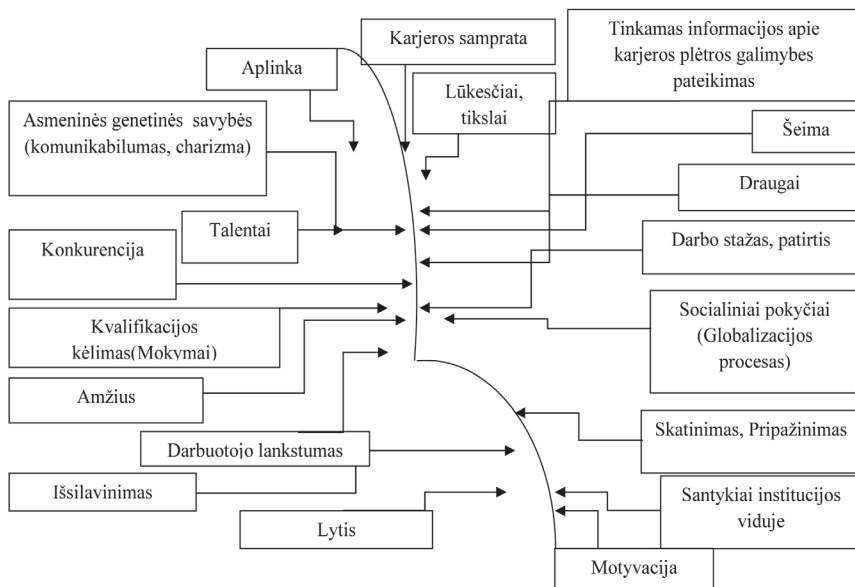 Karjeros samprata
Tinkamas informacijos apie
karjeros plėtros galimybes
pateikimas
Aplinka
Lūkesčiai,
tikslai
Asmeninės genetinės savybės
(komunikabilumas, charizma)
Šeima
Draugai
Talentai
Darbo stažas, patirtis
Konkurencija
Socialiniai pokyčiai
(Globalizacijos
procesas)
Kvalifikacijos
kėlimas(Mokymai)
Amžius
Skatinimas, Pripažinimas
Darbuotojo lankstumas
Išsilavinimas
Santykiai institucijos
viduje
Lytis
Motyvacija